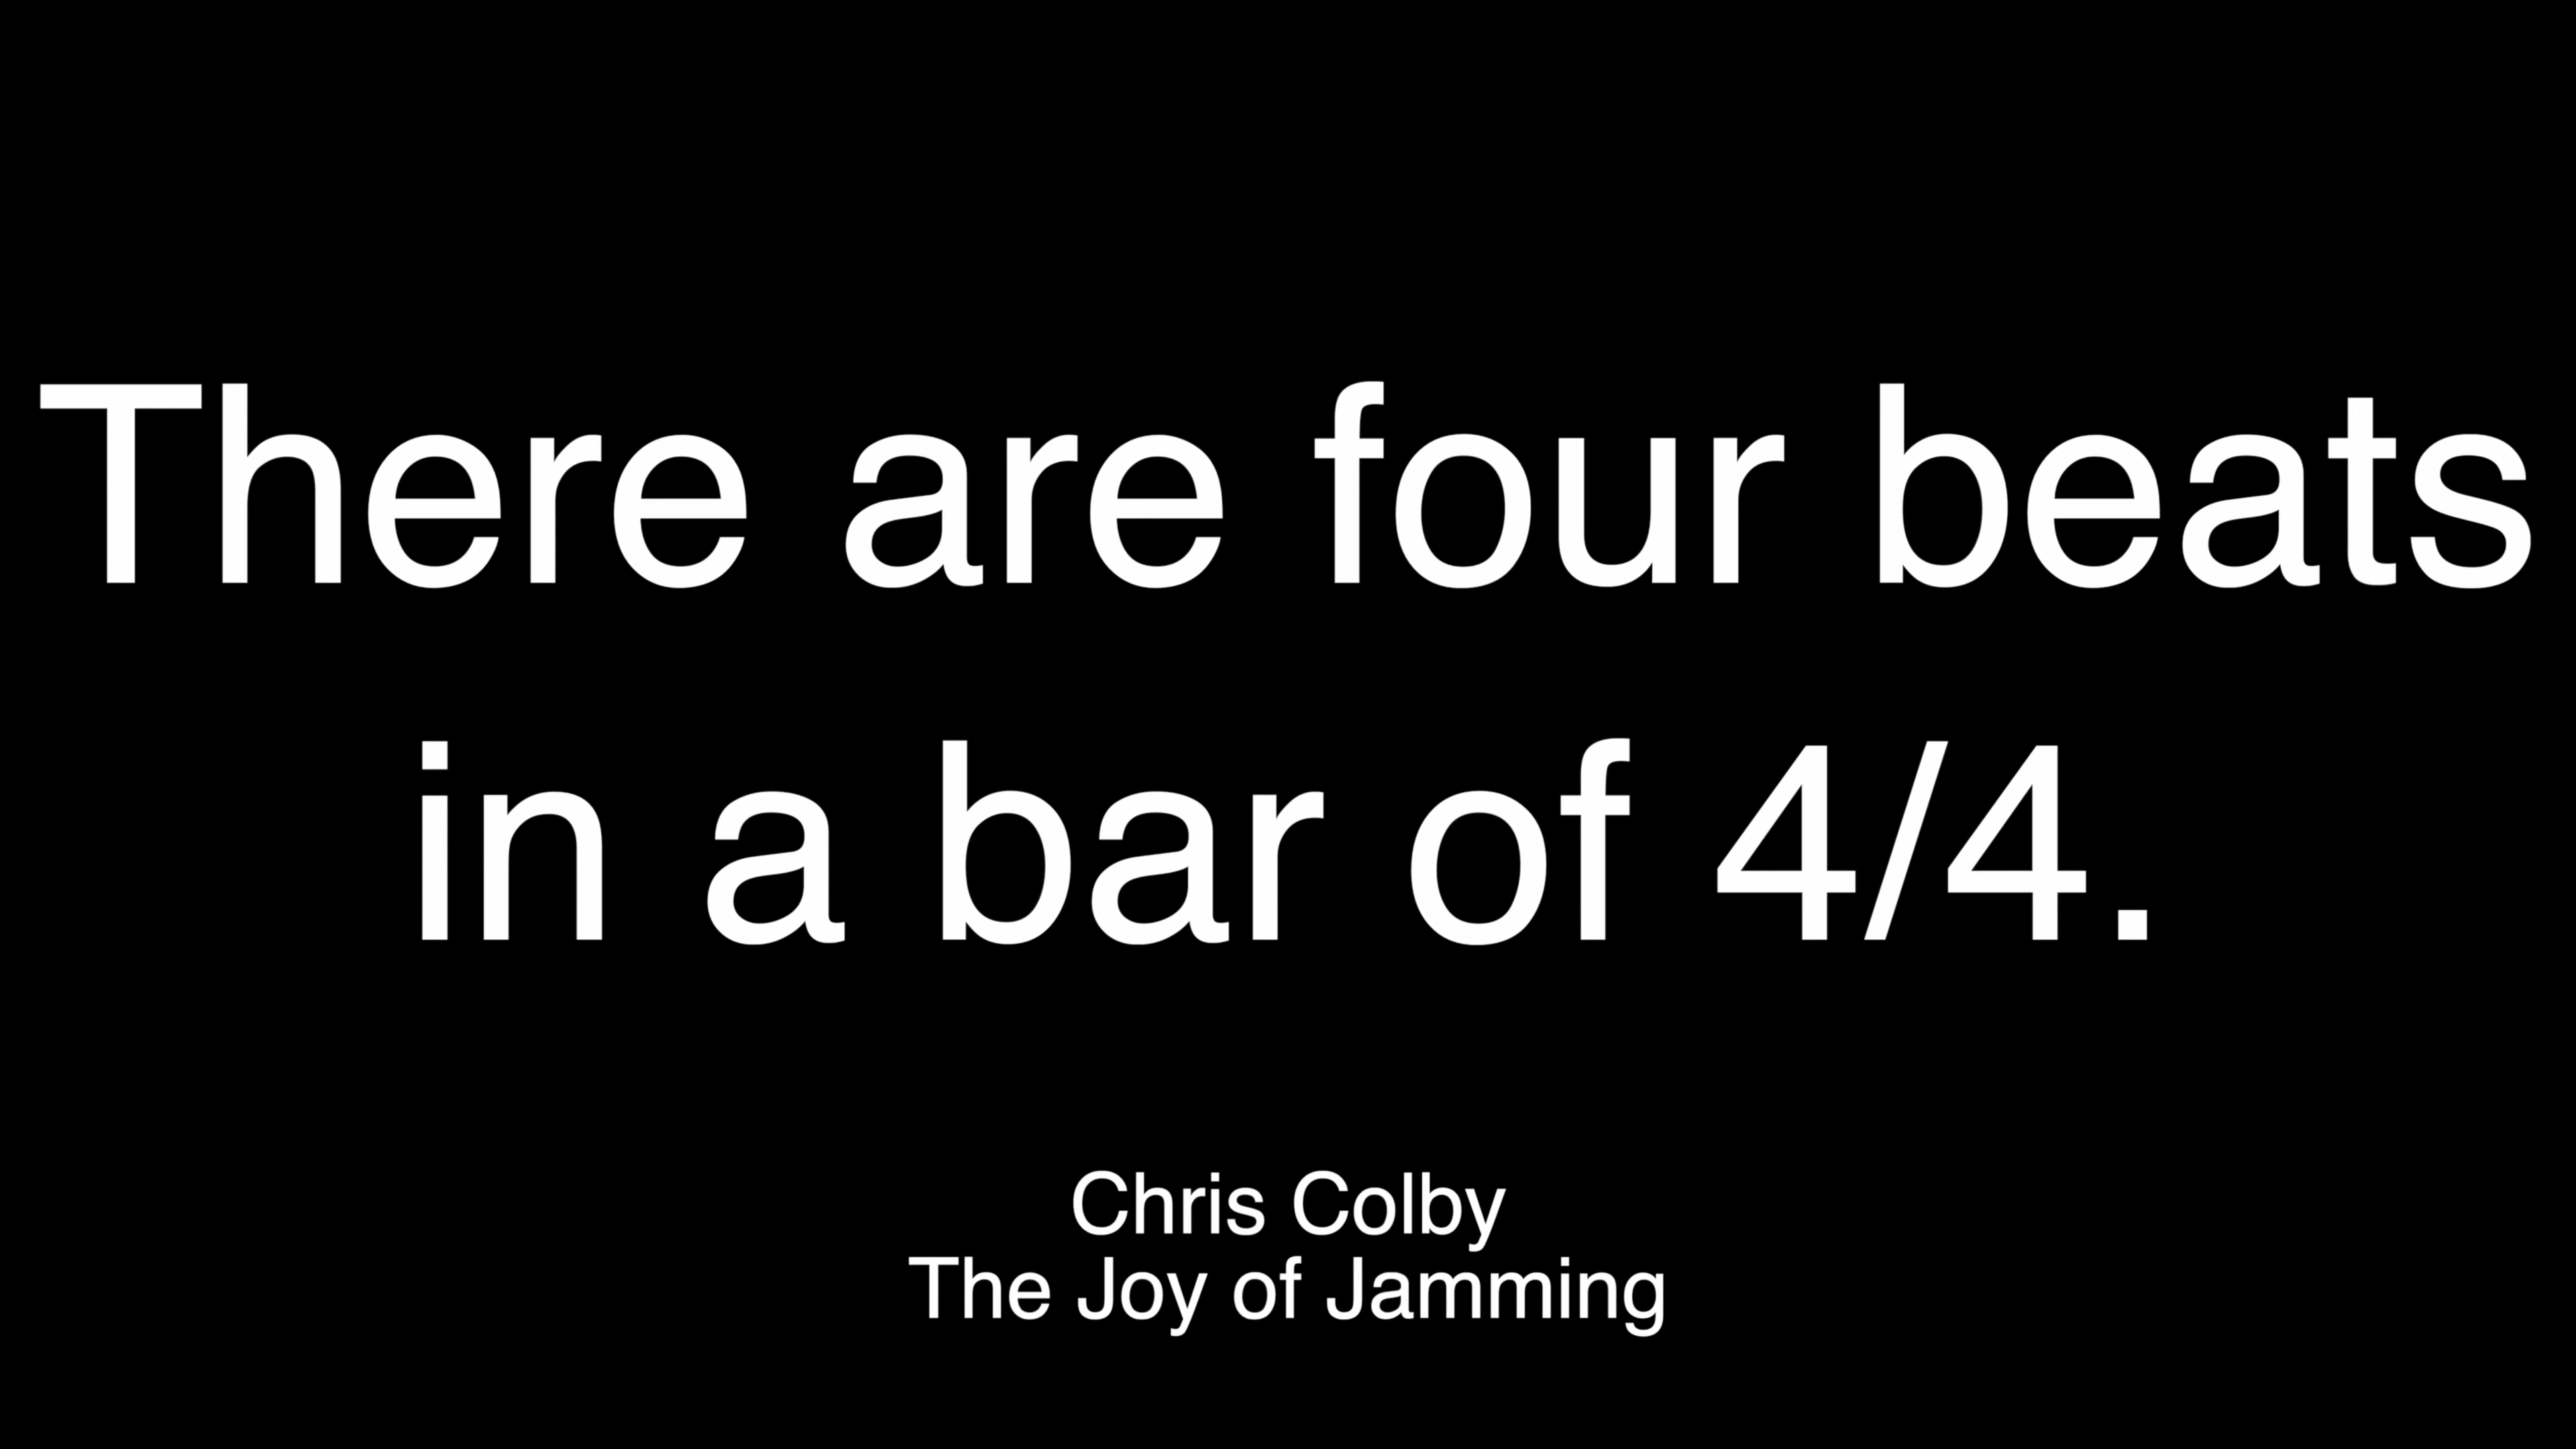 There are four beats
in a bar of 4/4.
Chris Colby
The Joy of Jamming